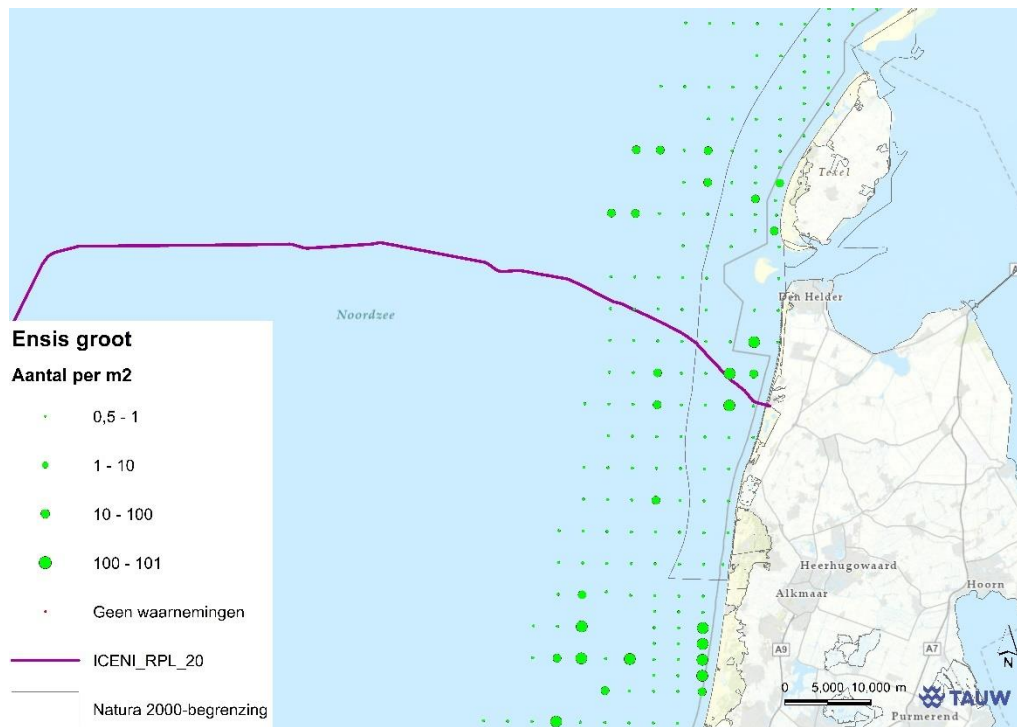 Texel
Den Helder
A
Noordzee
Ensis groot
Aantal per m2
0,5 - 1
1 - 10
10 - 100
100 - 101
Geen waarnemingen
ICENI_RPL_20
Natura 2000-begrenzing
Heerhugowaard
Alkmaar
Hoorn
A9
A7
N
0 5,000 10,000 m
TAUW
Purmerend